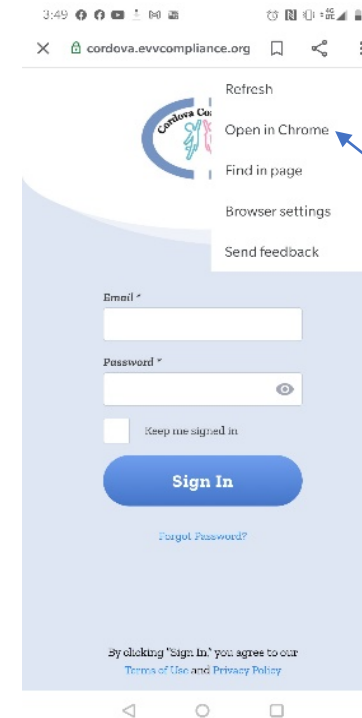 3:49
cordova.evvcompliance.org
Refresh
Open in Chrome
Find in page
Browser settings
Send feedback
Cordova Co
Email *
Password *
Keep me signed in
Sign In
Forgot Password?
By clicking "Sign In," you agree to our
Terms of Use and Privacy Policy